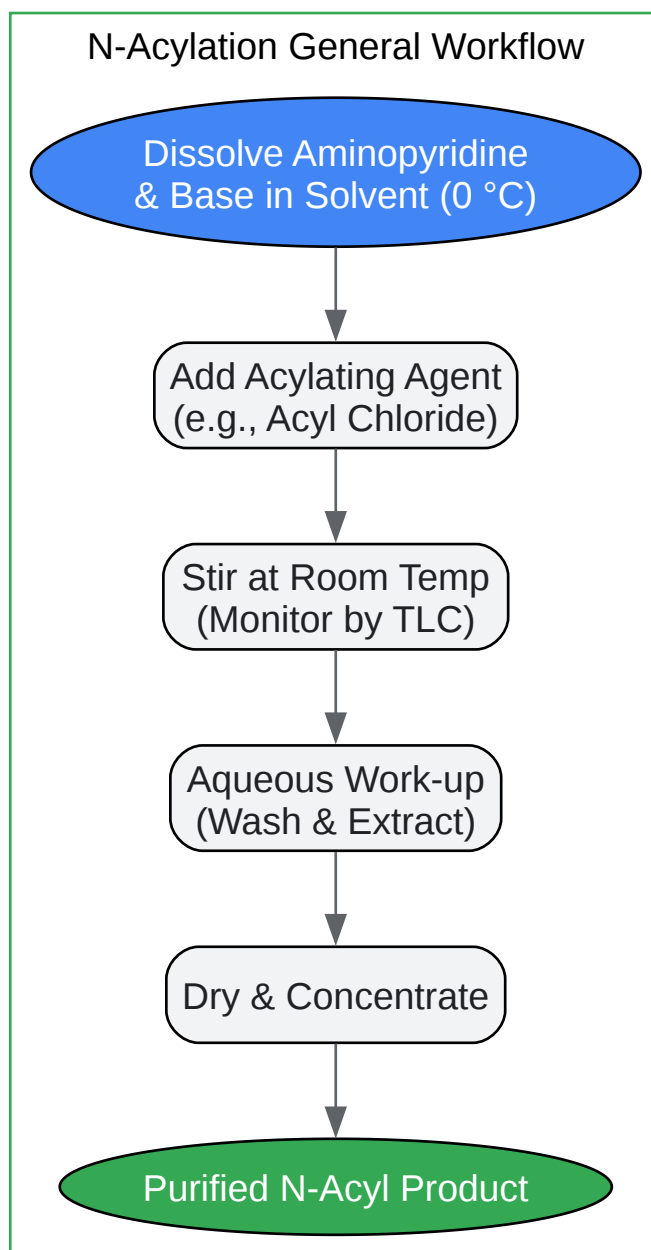 N-Acylation General Workflow
Dissolve Aminopyridine
& Base in Solvent (0 °C)
Add Acylating Agent
(e.g., Acyl Chloride)
Stir at Room Temp
(Monitor by TLC)
Aqueous Work-up
(Wash & Extract)
Dry & Concentrate
Purified N-Acyl Product